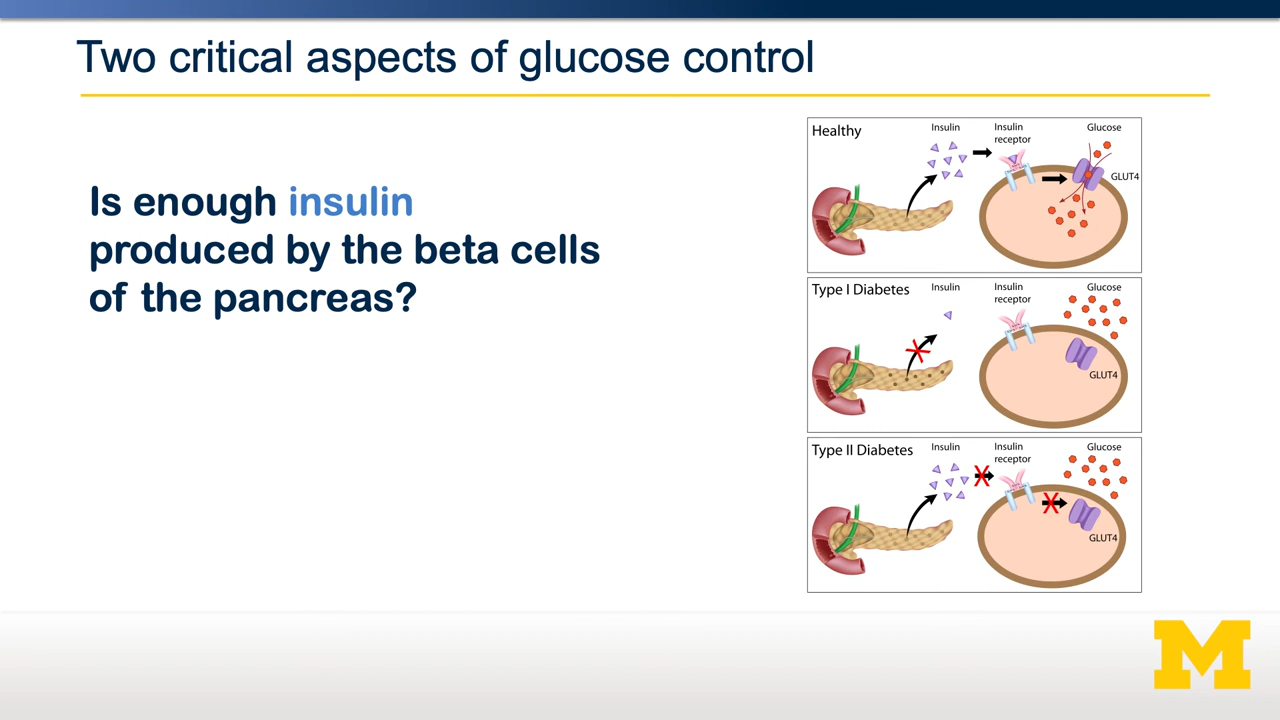 Two critical aspects of glucose control
Is enough insulin
produced by the beta cells
of the pancreas?
Healthy
Insulin
Insulin
receptor
Glucose
GLUT4
Type I Diabetes
Insulin
Insulin
receptor
Glucose
GLUT4
Type II Diabetes
Insulin
Insulin
receptor
Glucose
GLUT4
M